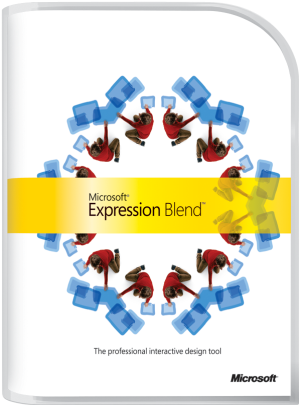 Microsoft®
Expression Blend™
The professional interactive design tool
Microsoft®